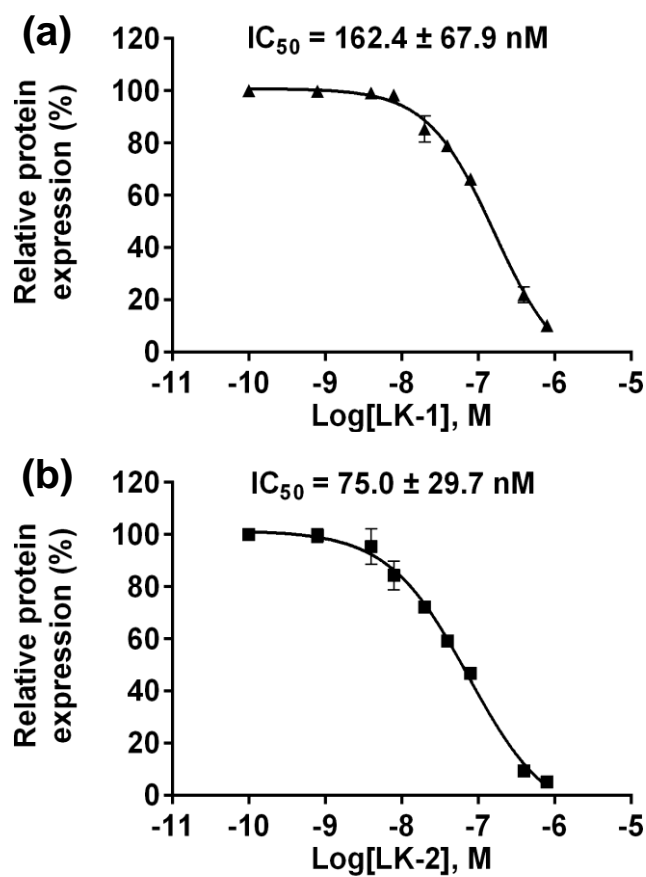 (a)
IC50 = 162.4 ± 67.9 nM
Relative protein
expression (%)
120
100
80
60
40
20
0
-11 -10 -9 -8 -7 -6 -5
Log[LK-1], M
(b)
IC50 = 75.0 ± 29.7 nM
Relative protein
expression (%)
120
100
80
60
40
20
0
-11 -10 -9 -8 -7 -6 -5
Log[LK-2], M